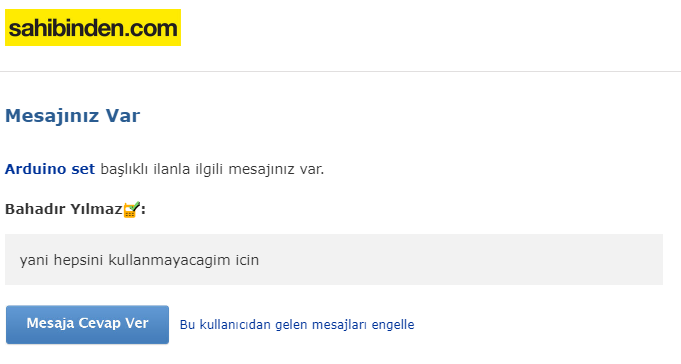 sahibinden.com
Mesajınız Var
Arduino set başlıklı ilanla ilgili mesajınız var.
Bahadır Yılmaz:
yani hepsini kullanmayacagim icin
Mesaja Cevap Ver Bu kullanıcıdan gelen mesajları engelle